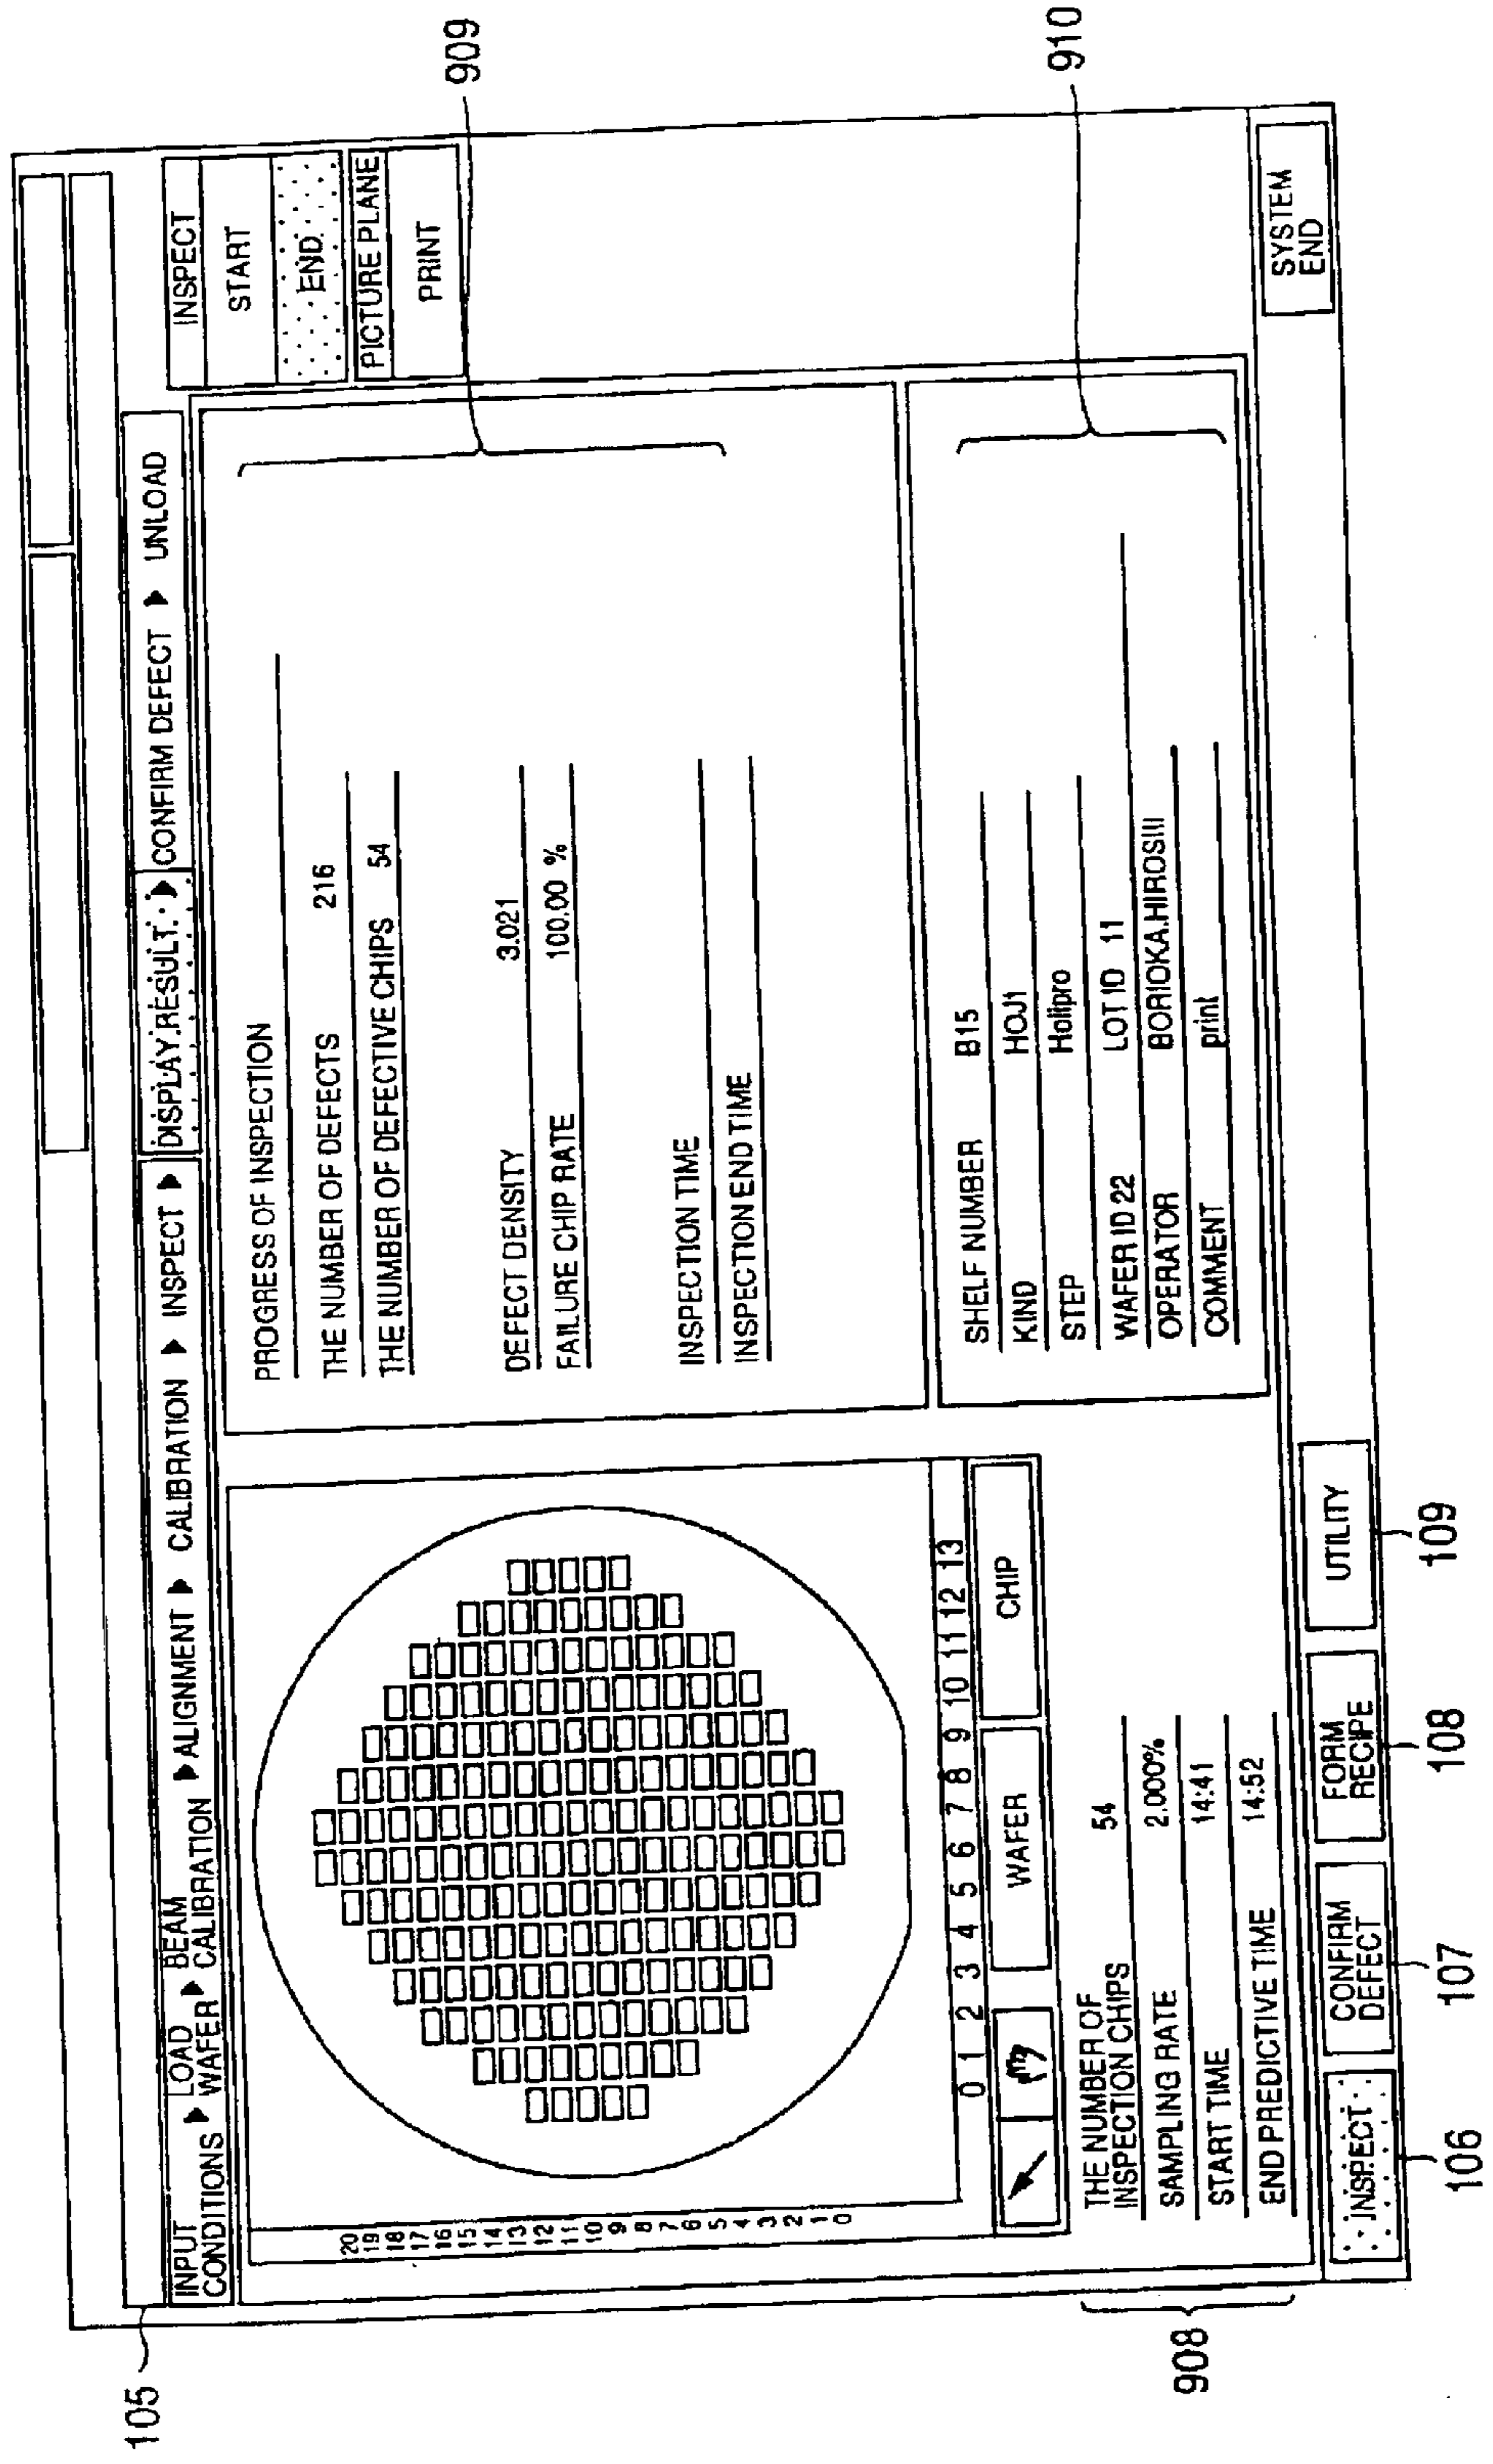 105
INPUT CONDITIONS ▶ LOAD WAFER ▶ BEAM CALIBRATION ▶ ALIGNMENT ▶ CALIBRATION ▶ INSPECT ▶ DISPLAY RESULT ▶ CONFIRM DEFECT ▶ UNLOAD
INSPECT
START
END
PICTURE PLANE
PRINT
20
19
18
17
16
15
14
13
12
11
10
9
8
7
6
5
4
3
2
1
0
0 1 2 3 4 5 6 7 8 9 10 11 12 13
WAFER
CHIP
THE NUMBER OF
INSPECTION CHIPS 54
SAMPLING RATE 2.000%
START TIME 14:41
END PREDICTIVE TIME 14:52
908
PROGRESS OF INSPECTION
THE NUMBER OF DEFECTS 216
THE NUMBER OF DEFECTIVE CHIPS 54
DEFECT DENSITY 3.021
FAILURE CHIP RATE 100.00 %
INSPECTION TIME
INSPECTION END TIME
909
SHELF NUMBER B15
KIND HOJ1
STEP Holipro
WAFER ID 22 LOT ID 11
OPERATOR BORIOKA.HIROSIII
COMMENT print
910
INSPECT
CONFIRM
DEFECT
FORM
RECIPE
UTILITY
SYSTEM
END
106
107
108
109